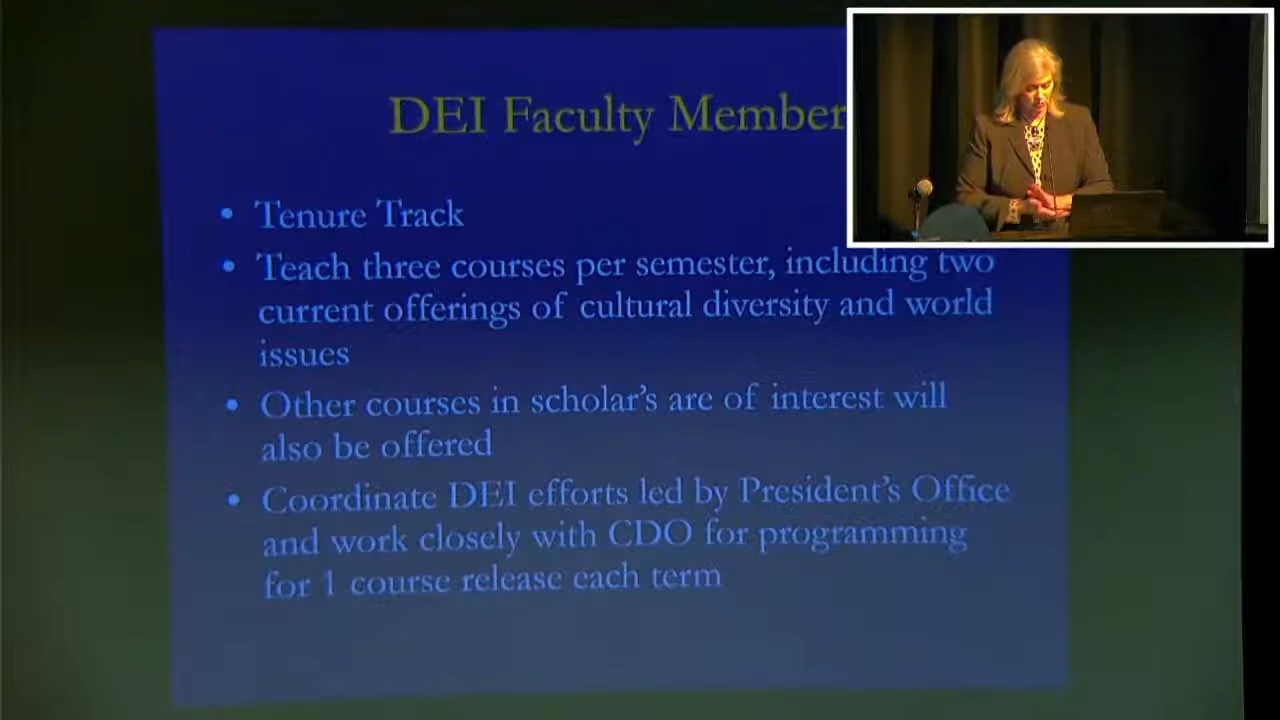 DEI Faculty Member
• Tenure Track
• Teach three courses per semester, including two
current offerings of cultural diversity and world
issues
• Other courses in scholar's are of interest will
also be offered
• Coordinate DEI efforts led by President's Office
and work closely with CDO for programming
for 1 course release each term